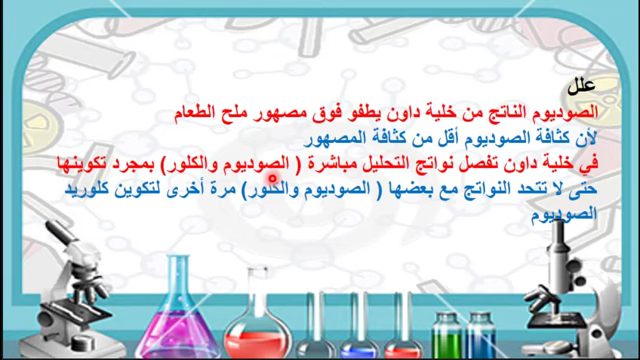 علل
الصوديوم الناتج من خلية داون يطفو فوق مصهور ملح الطعام
لأن كثافة الصوديوم أقل من كثافة المصهور
في خلية داون تفصل نواتج التحليل مباشرة ( الصوديوم والكلور) بمجرد تكوينها
حتى لا تتحد النواتج مع بعضها ( الصوديوم والكلور) مرة أخرى لتكوين كلوريد
الصوديوم